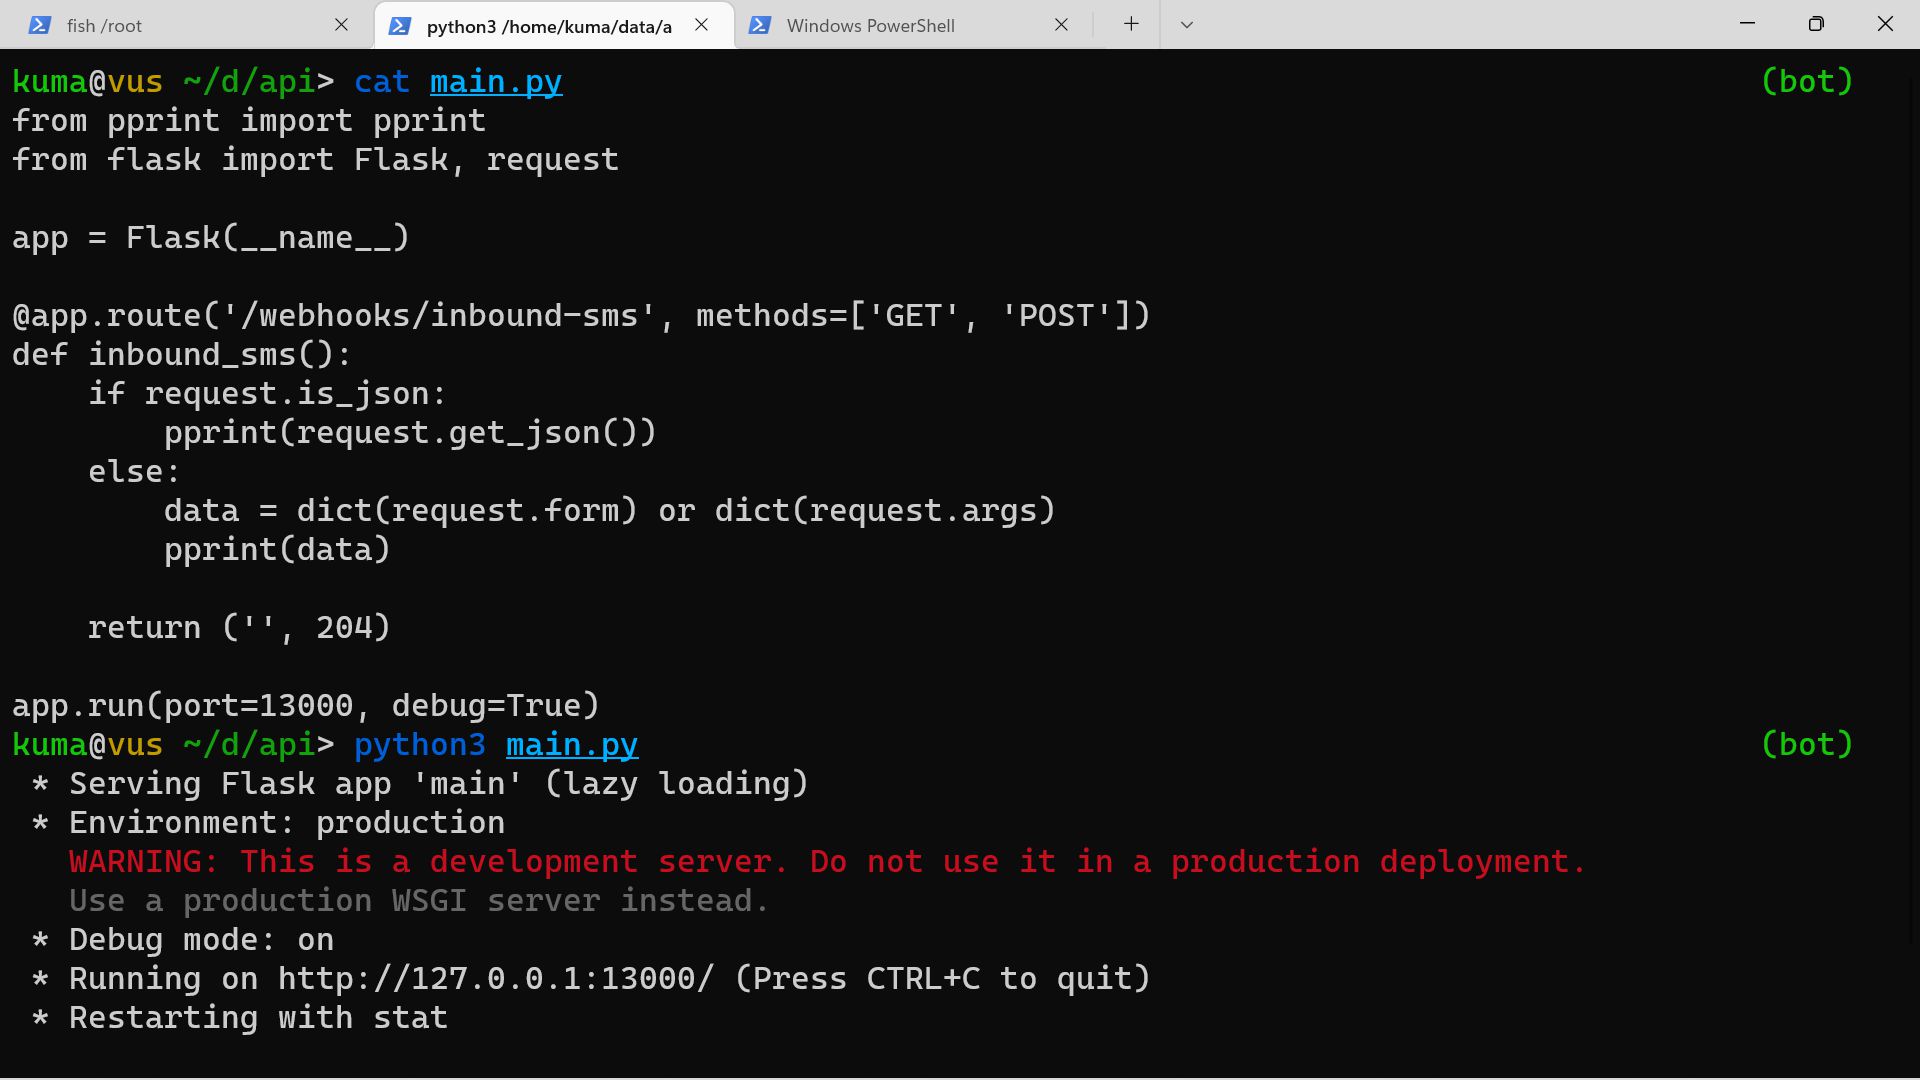 fish /root
python3 /home/kuma/data/a
Windows PowerShell
kuma@vus ~/d/api> cat main.py (bot)
from pprint import pprint
from flask import Flask, request
app = Flask(__name__)
@app.route('/webhooks/inbound-sms', methods=['GET', 'POST'])
def inbound_sms():
    if request.is_json:
        pprint(request.get_json())
    else:
        data = dict(request.form) or dict(request.args)
        pprint(data)
    return ('', 204)
app.run(port=13000, debug=True)
kuma@vus ~/d/api> python3 main.py (bot)
 * Serving Flask app 'main' (lazy loading)
 * Environment: production
   WARNING: This is a development server. Do not use it in a production deployment.
   Use a production WSGI server instead.
 * Debug mode: on
 * Running on http://127.0.0.1:13000/ (Press CTRL+C to quit)
 * Restarting with stat